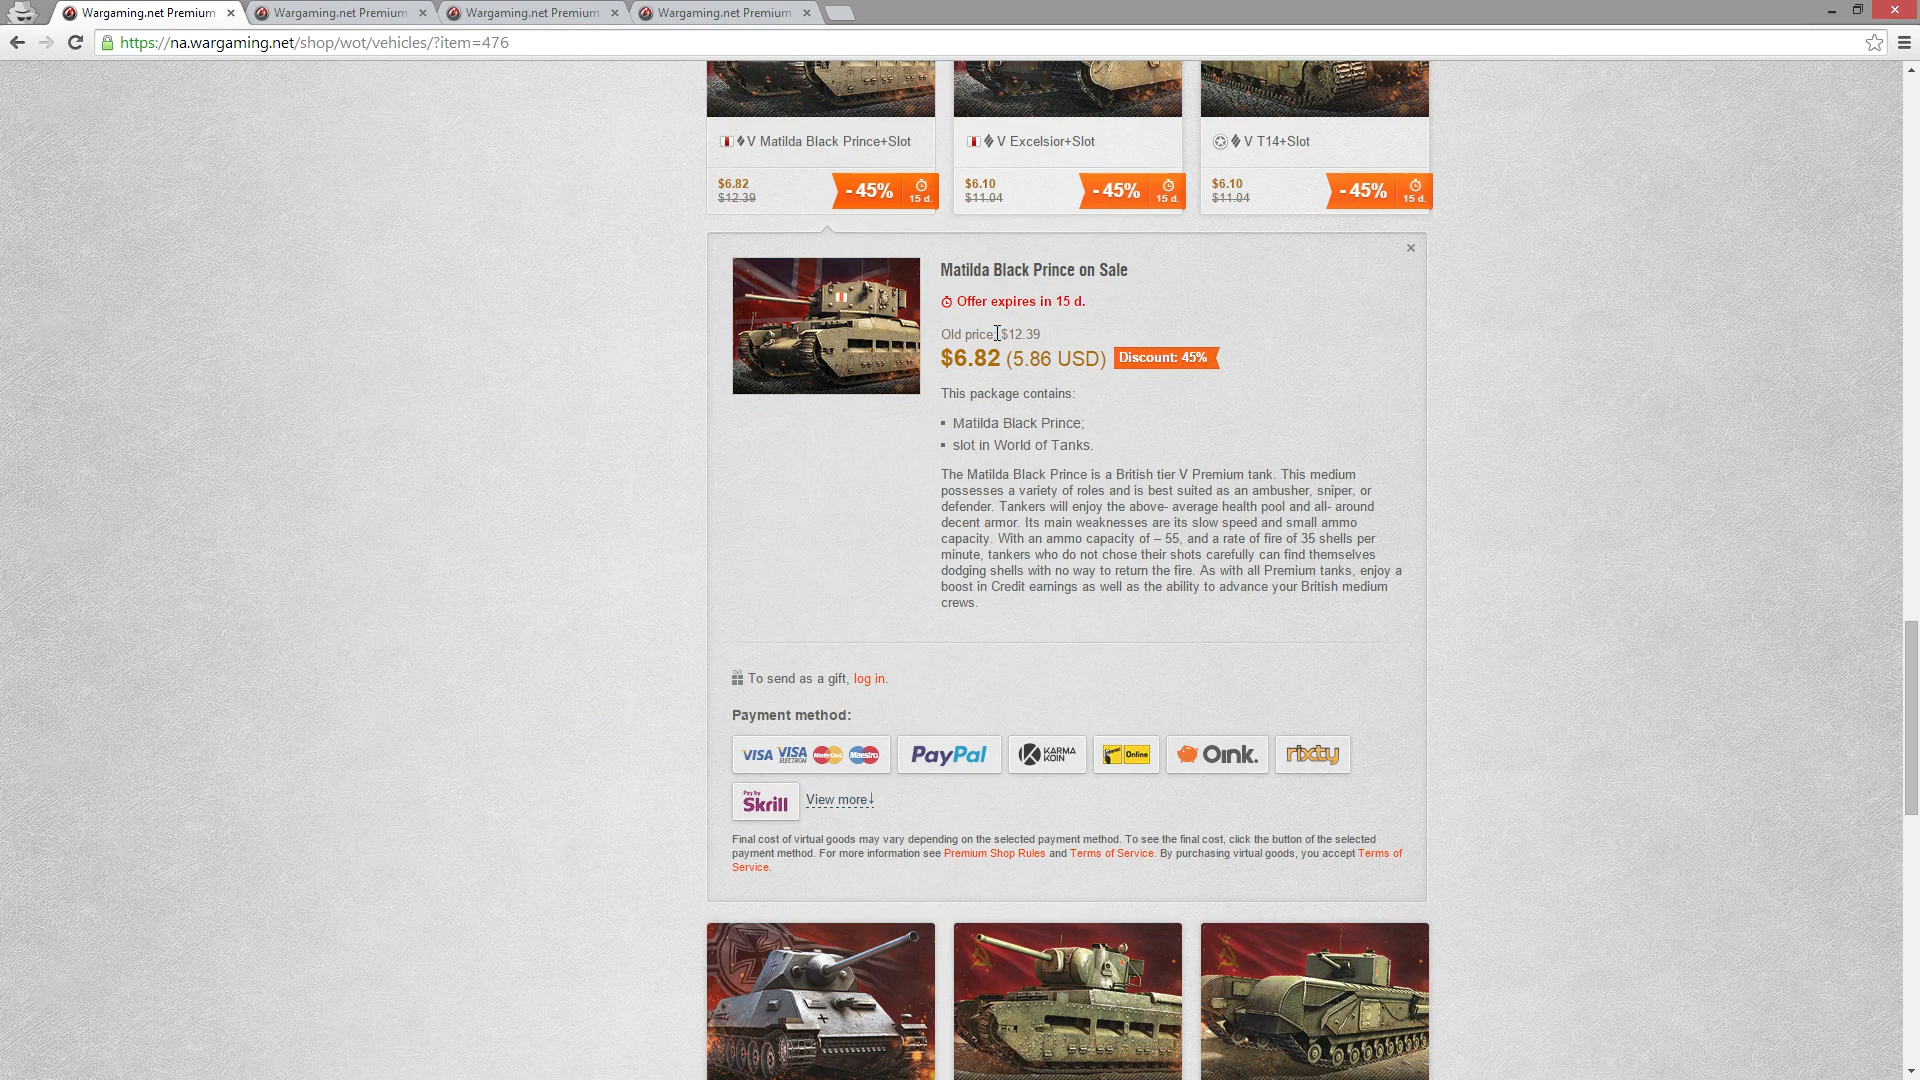 Wargaming.net Premium
Wargaming.net Premium
Wargaming.net Premium
Wargaming.net Premium
https://na.wargaming.net/shop/wot/vehicles/?item=476
V Matilda Black Prince+Slot
V Excelsior+Slot
V T14+Slot
$6.82
$12.39
- 45%
15 d.
$6.10
$11.04
- 45%
15 d.
$6.10
$11.04
- 45%
15 d.
Matilda Black Prince on Sale
Offer expires in 15 d.
Old price: $12.39
$6.82 (5.86 USD) Discount: 45%
This package contains:
Matilda Black Prince;
slot in World of Tanks.
The Matilda Black Prince is a British tier V Premium tank. This medium
possesses a variety of roles and is best suited as an ambusher, sniper, or
defender. Tankers will enjoy the above- average health pool and all- around
decent armor. Its main weaknesses are its slow speed and small ammo
capacity. With an ammo capacity of – 55, and a rate of fire of 35 shells per
minute, tankers who do not chose their shots carefully can find themselves
dodging shells with no way to return the fire. As with all Premium tanks, enjoy a
boost in Credit earnings as well as the ability to advance your British medium
crews.
To send as a gift, log in.
Payment method:
VISA VISA ELECTRON MasterCard Maestro
PayPal
KARMA KOIN
Online
Oink.
rixty
Pay by Skrill
View more↓
Final cost of virtual goods may vary depending on the selected payment method. To see the final cost, click the button of the selected
payment method. For more information see Premium Shop Rules and Terms of Service. By purchasing virtual goods, you accept Terms of
Service.